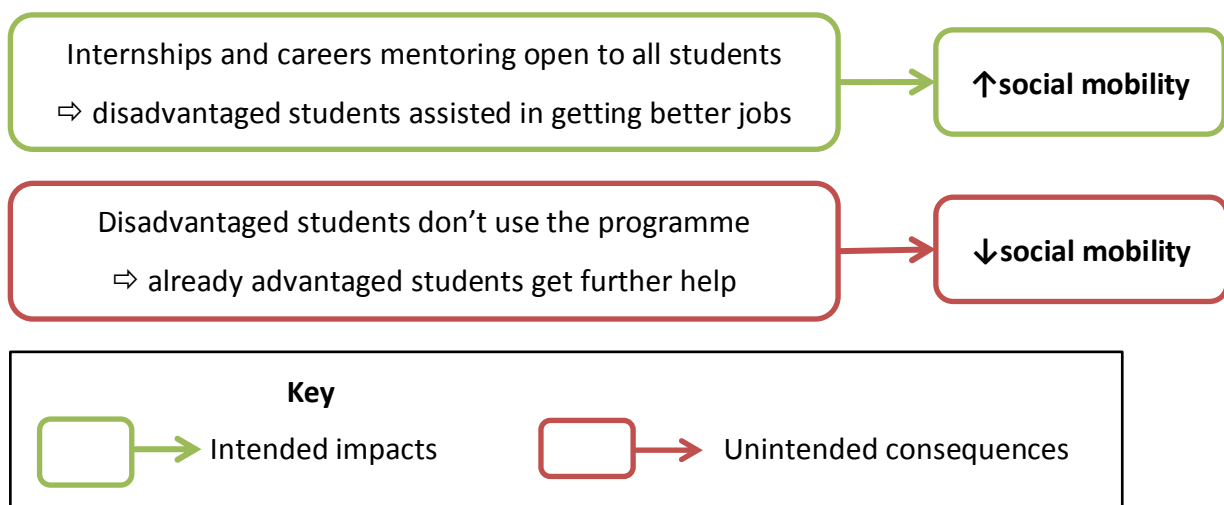 Internships and careers mentoring open to all students
⇨ disadvantaged students assisted in getting better jobs
↑social mobility
Disadvantaged students don’t use the programme
⇨ already advantaged students get further help
↓social mobility
Key
Intended impacts
Unintended consequences